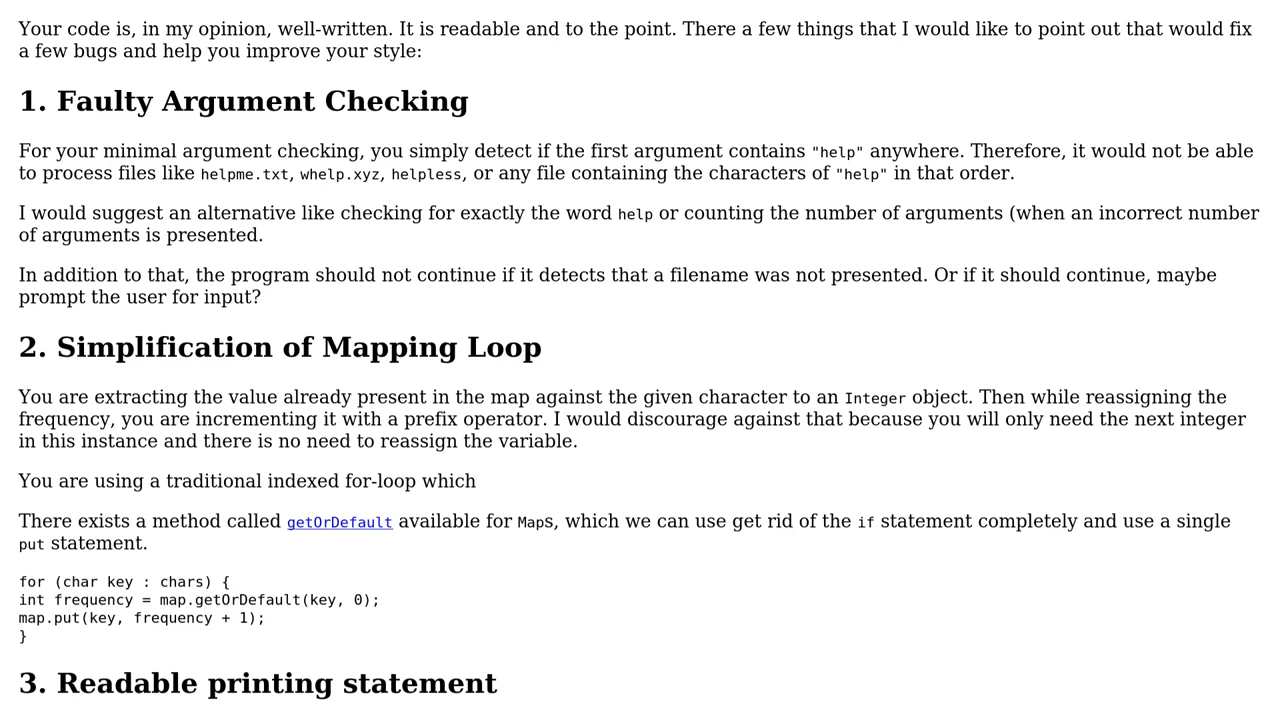 Your code is, in my opinion, well-written. It is readable and to the point. There a few things that I would like to point out that would fix
a few bugs and help you improve your style:
1. Faulty Argument Checking
For your minimal argument checking, you simply detect if the first argument contains "help" anywhere. Therefore, it would not be able
to process files like helpme.txt, whelp.xyz, helpless, or any file containing the characters of "help" in that order.
I would suggest an alternative like checking for exactly the word help or counting the number of arguments (when an incorrect number
of arguments is presented.
In addition to that, the program should not continue if it detects that a filename was not presented. Or if it should continue, maybe
prompt the user for input?
2. Simplification of Mapping Loop
You are extracting the value already present in the map against the given character to an Integer object. Then while reassigning the
frequency, you are incrementing it with a prefix operator. I would discourage against that because you will only need the next integer
in this instance and there is no need to reassign the variable.
You are using a traditional indexed for-loop which
There exists a method called getOrDefault available for Maps, which we can use get rid of the if statement completely and use a single
put statement.
for (char key : chars) {
int frequency = map.getOrDefault(key, 0);
map.put(key, frequency + 1);
}
3. Readable printing statement